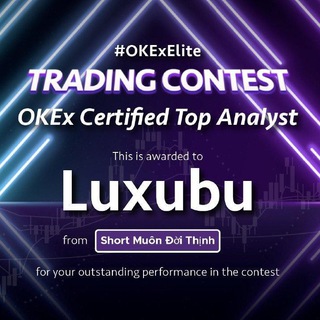 #OKExElite
TRADING CONTEST
OKEx Certified Top Analyst
This is awarded to
Luxubu
from Short Muôn Đời Thịnh
for your outstanding performance in the contest